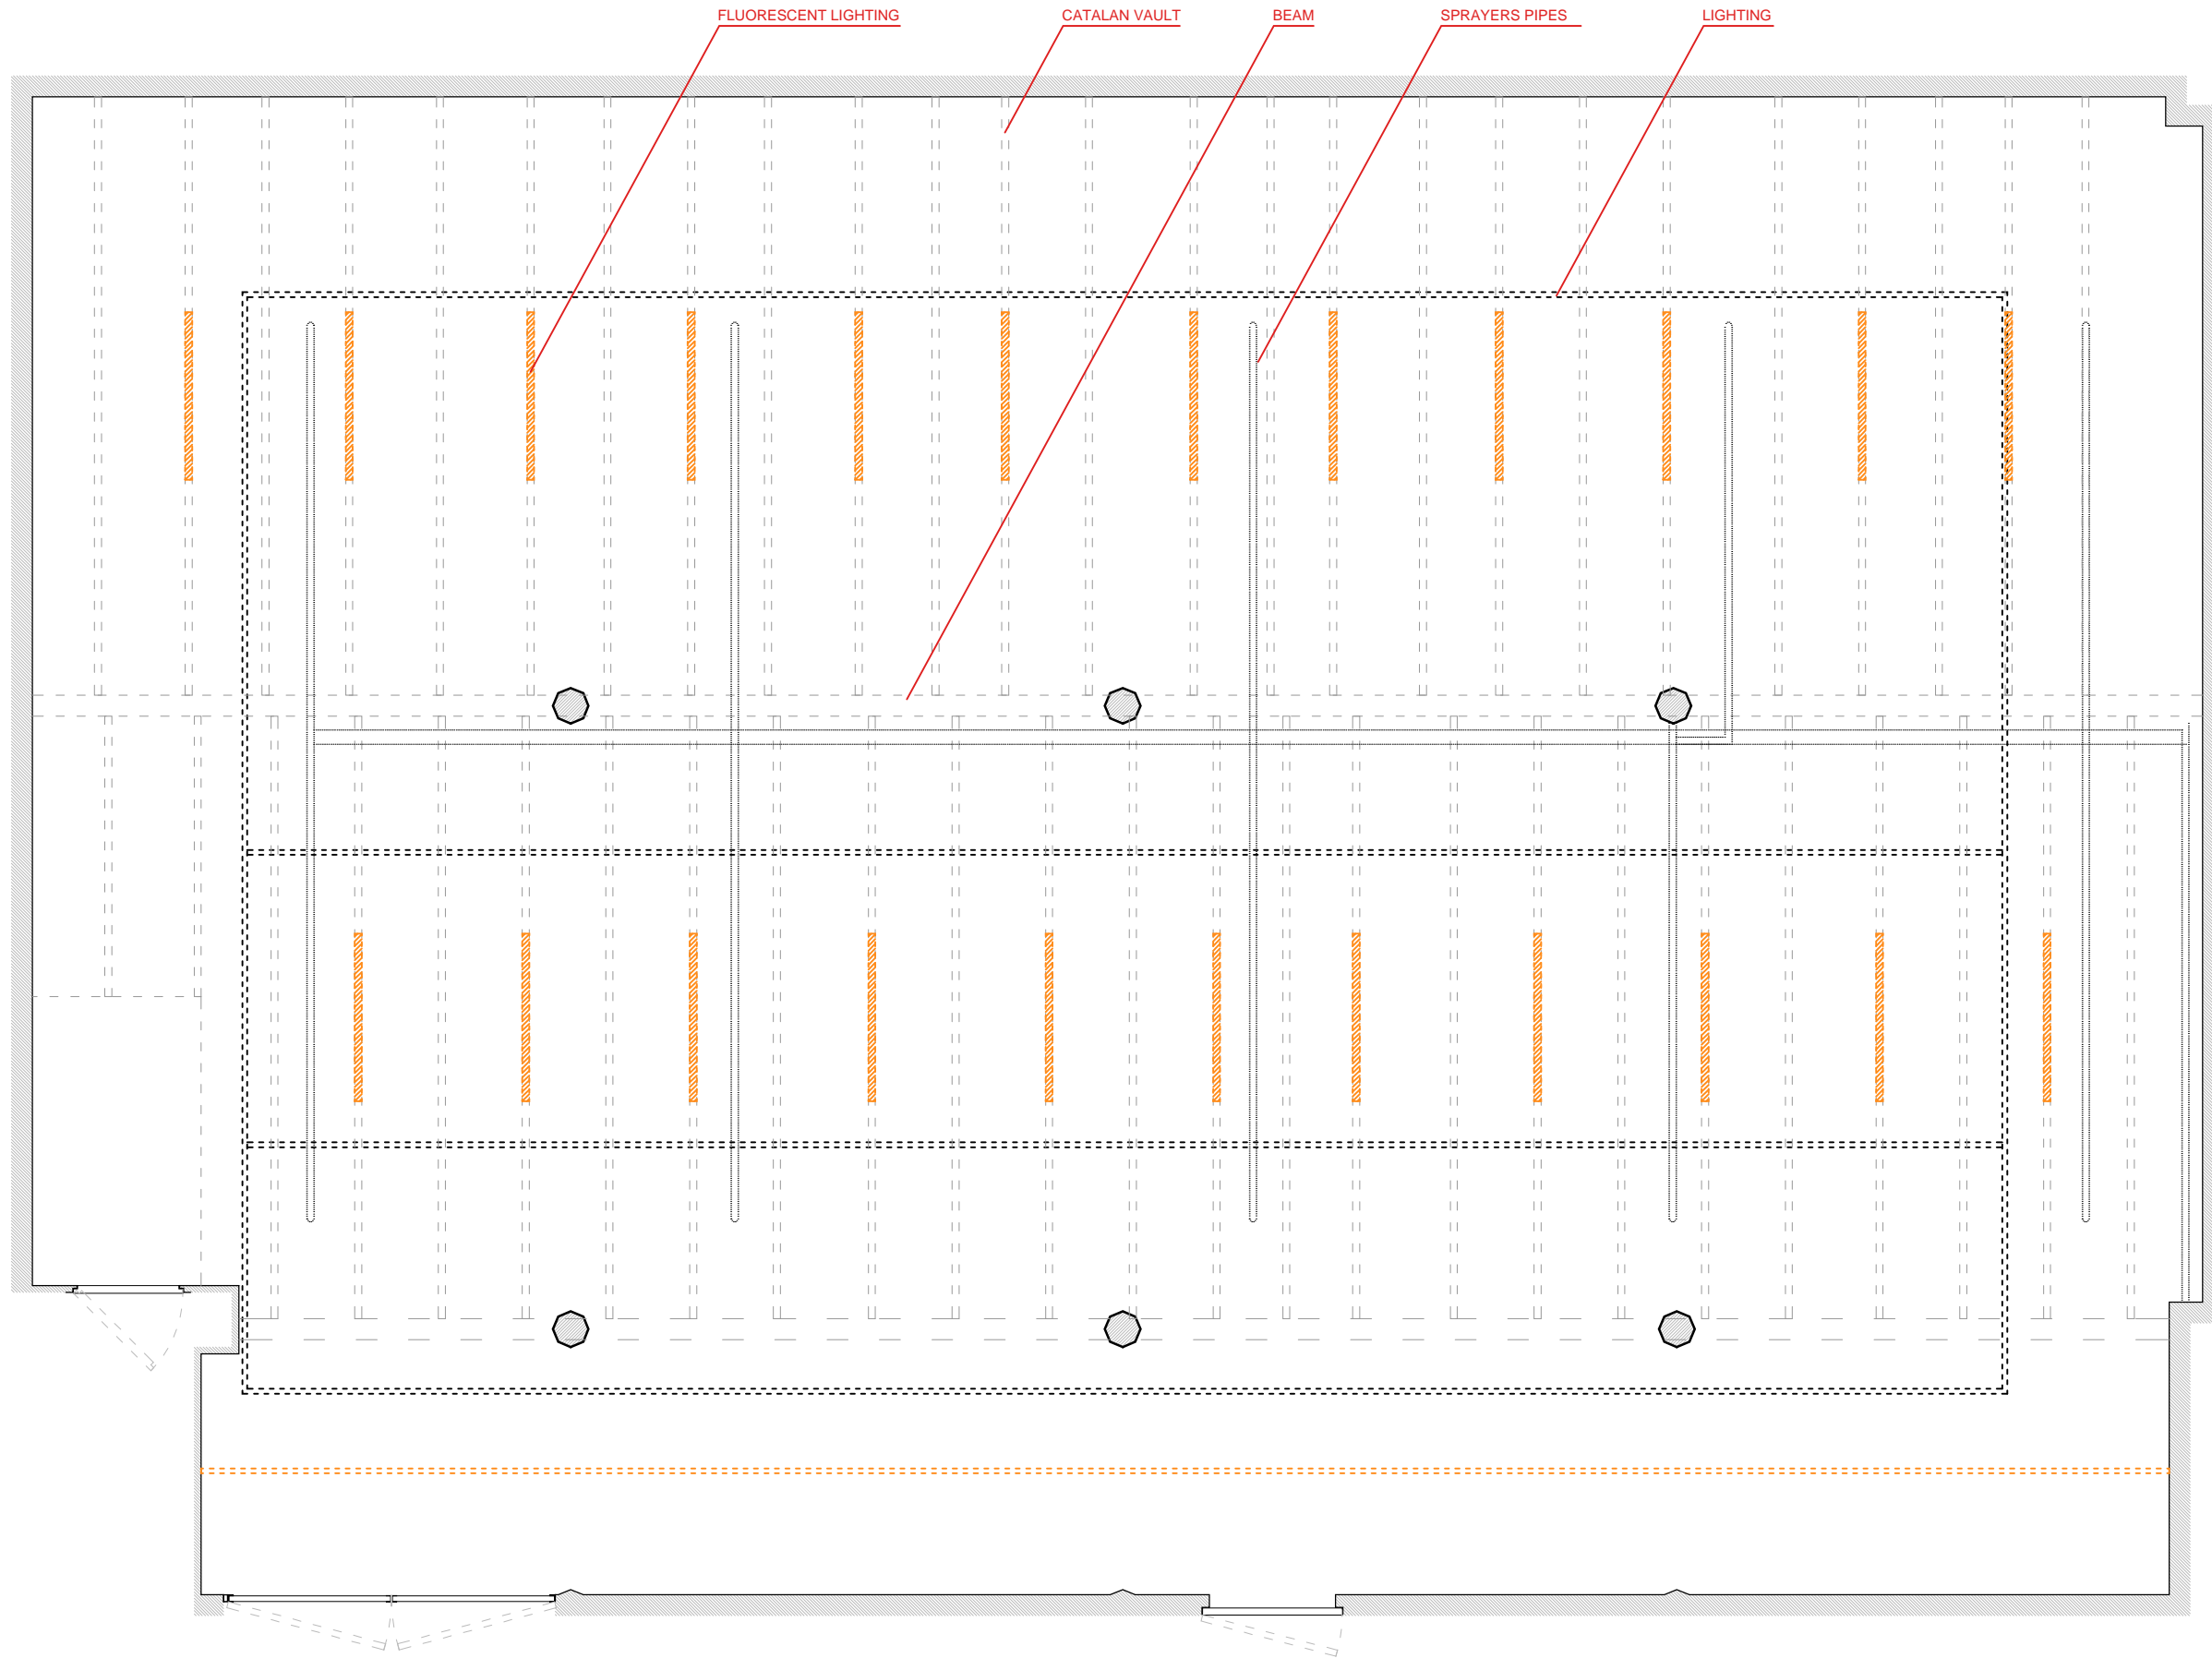 FLUORESCENT LIGHTING
CATALAN VAULT
BEAM
SPRAYERS PIPES
LIGHTING